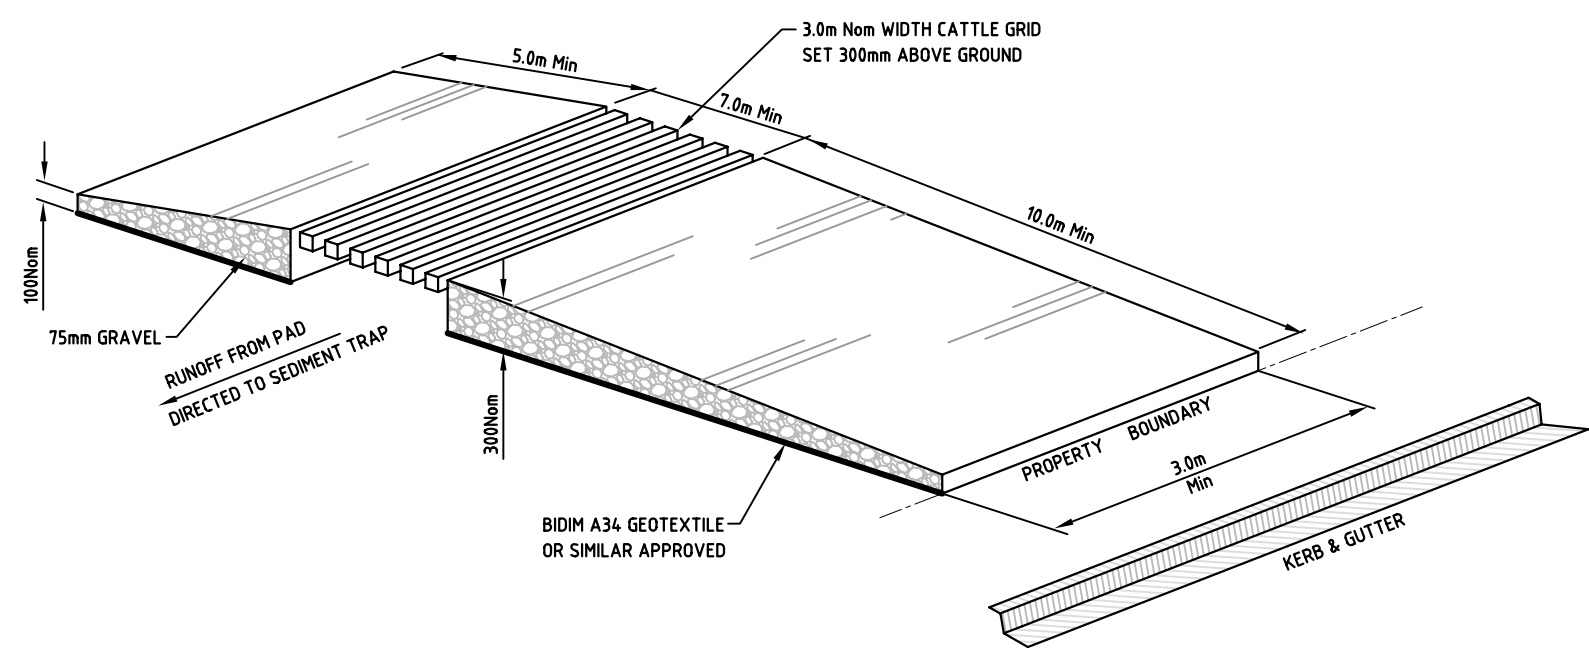 3.0m Nom WIDTH CATTLE GRID
SET 300mm ABOVE GROUND
5.0m Min
7.0m Min
10.0m Min
100Nom
75mm GRAVEL
RUNOFF FROM PAD
DIRECTED TO SEDIMENT TRAP
300Nom
PROPERTY BOUNDARY
3.0m
Min
BIDIM A34 GEOTEXTILE
OR SIMILAR APPROVED
KERB & GUTTER